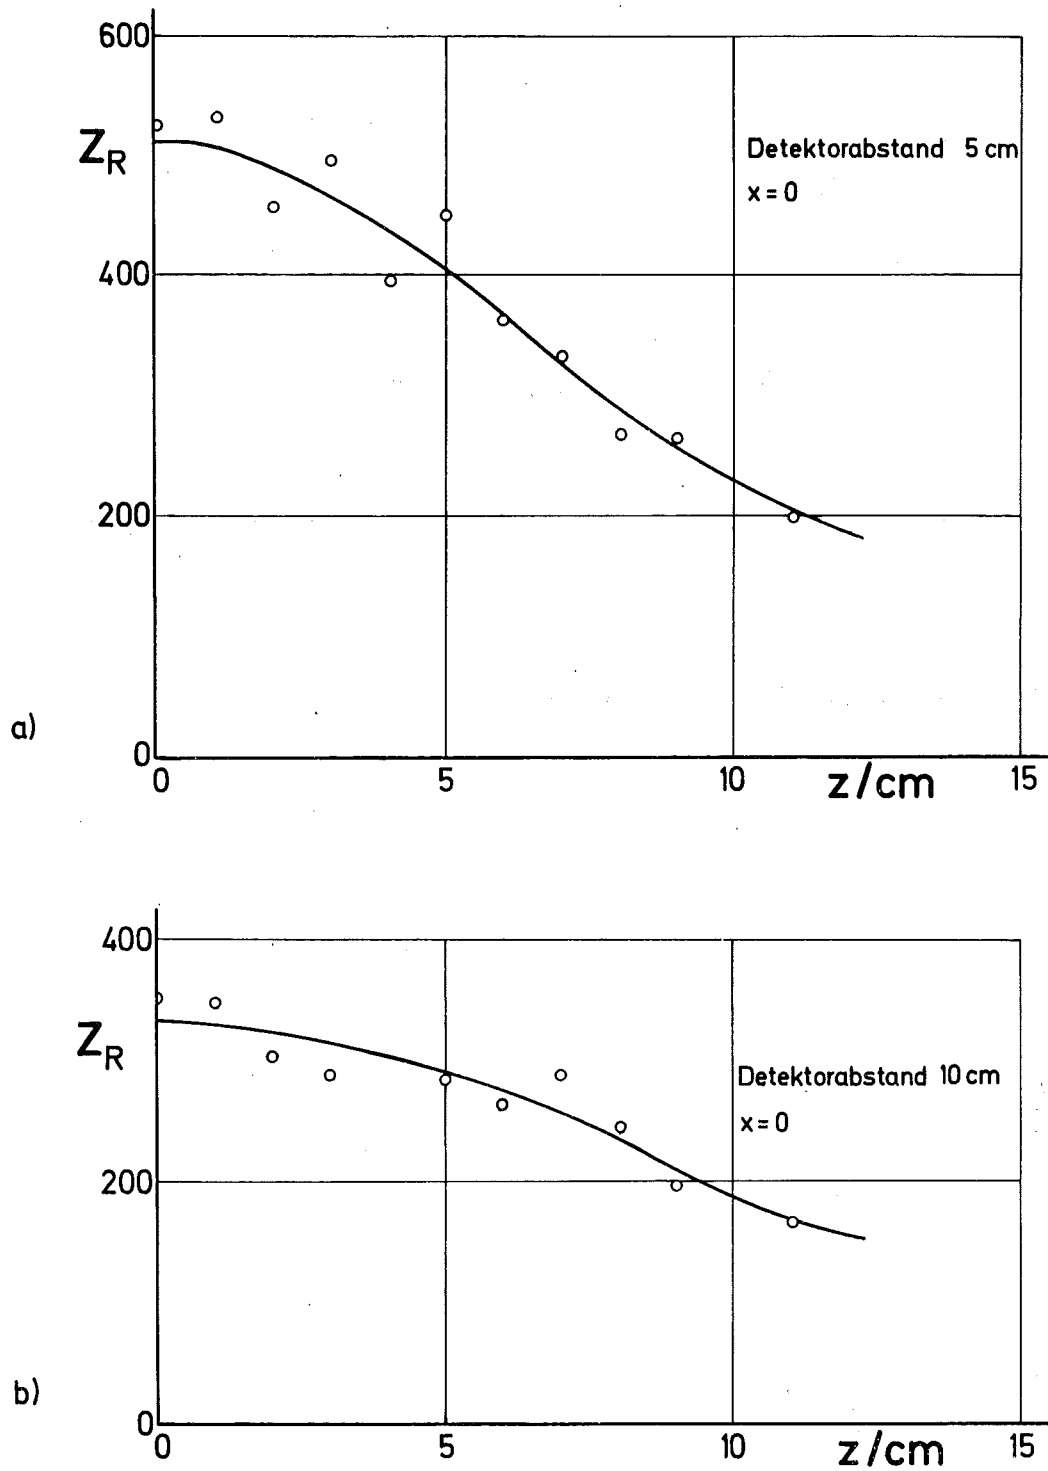 600
Z_R
Detektorabstand 5 cm
x = 0
400
200
a)
0
0 5 10 z/cm 15
400
Z_R
Detektorabstand 10 cm
x = 0
200
b)
0
0 5 10 z/cm 15